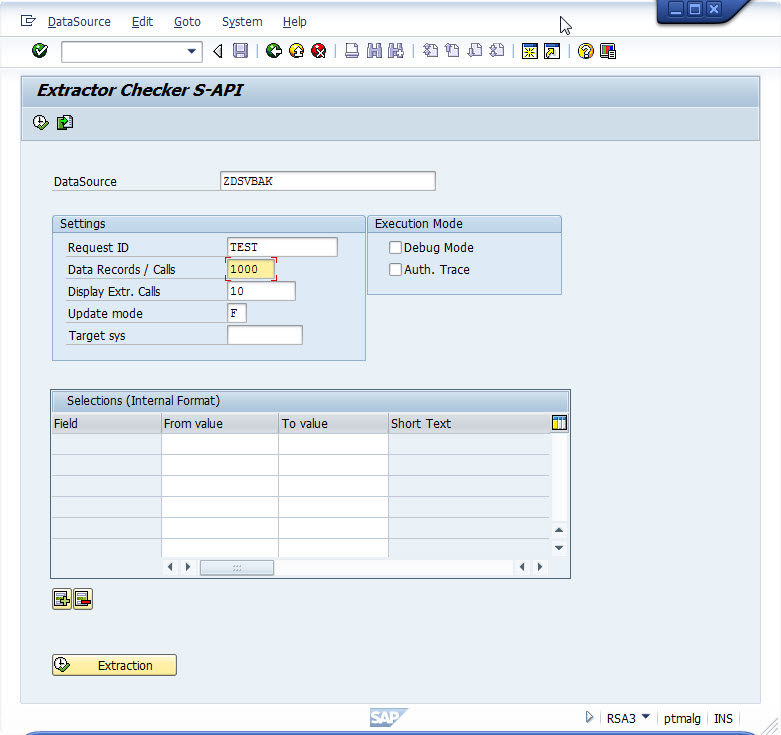 DataSource Edit Goto System Help
Extractor Checker S-API
DataSource ZDSVBAK
Settings Execution Mode
Request ID TEST Debug Mode
Data Records / Calls 1000 Auth. Trace
Display Extr. Calls 10
Update mode F
Target sys
Selections (Internal Format)
Field From value To value Short Text
Extraction
SAP RSA3 ptmalg INS